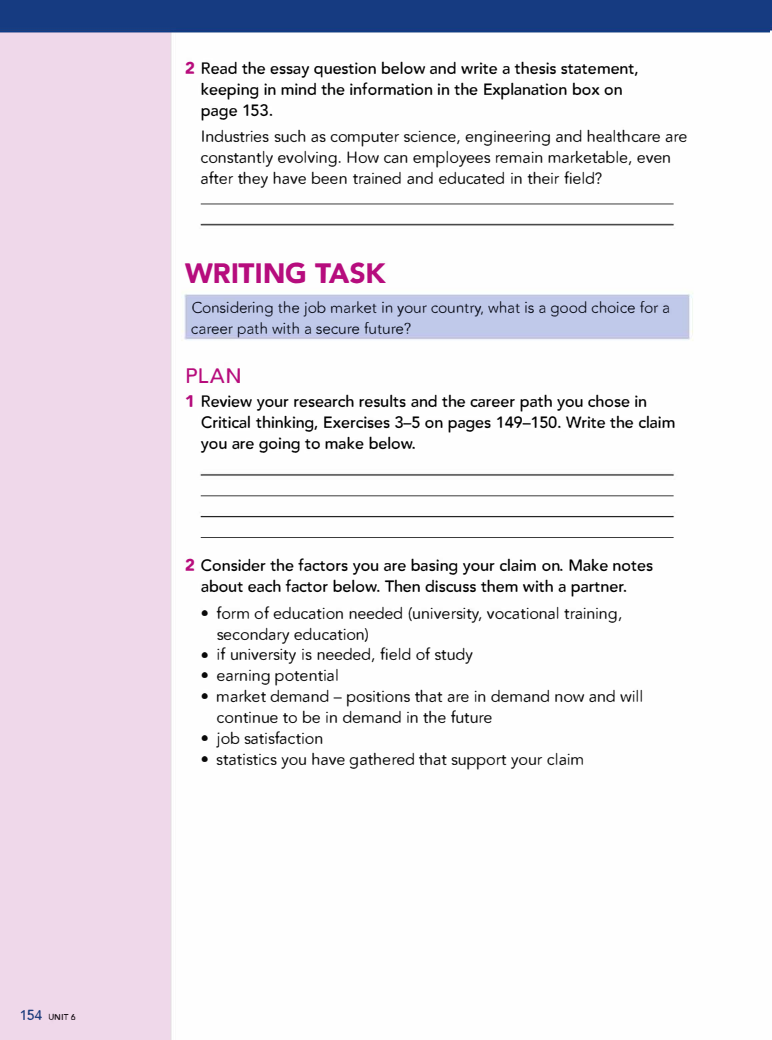 2 Read the essay question below and write a thesis statement,
keeping in mind the information in the Explanation box on
page 153.
Industries such as computer science, engineering and healthcare are
constantly evolving. How can employees remain marketable, even
after they have been trained and educated in their field?
WRITING TASK
Considering the job market in your country, what is a good choice for a
career path with a secure future?
PLAN
1 Review your research results and the career path you chose in
Critical thinking, Exercises 3–5 on pages 149–150. Write the claim
you are going to make below.
2 Consider the factors you are basing your claim on. Make notes
about each factor below. Then discuss them with a partner.
• form of education needed (university, vocational training,
secondary education)
• if university is needed, field of study
• earning potential
• market demand – positions that are in demand now and will
continue to be in demand in the future
• job satisfaction
• statistics you have gathered that support your claim
154 UNIT 6